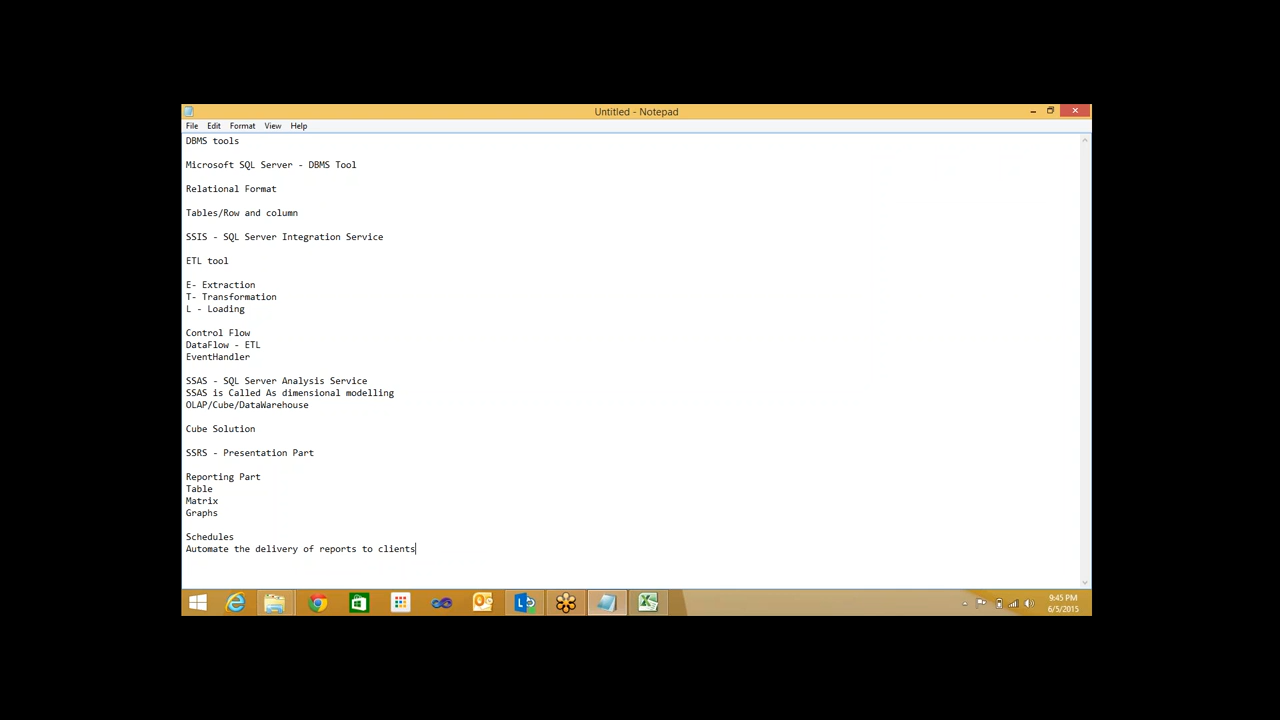 Untitled - Notepad
File Edit Format View Help
DBMS tools
Microsoft SQL Server - DBMS Tool
Relational Format
Tables/Row and column
SSIS - SQL Server Integration Service
ETL tool
E- Extraction
T- Transformation
L - Loading
Control Flow
DataFlow - ETL
EventHandler
SSAS - SQL Server Analysis Service
SSAS is Called As dimensional modelling
OLAP/Cube/DataWarehouse
Cube Solution
SSRS - Presentation Part
Reporting Part
Table
Matrix
Graphs
Schedules
Automate the delivery of reports to clients
9:45 PM
6/5/2015